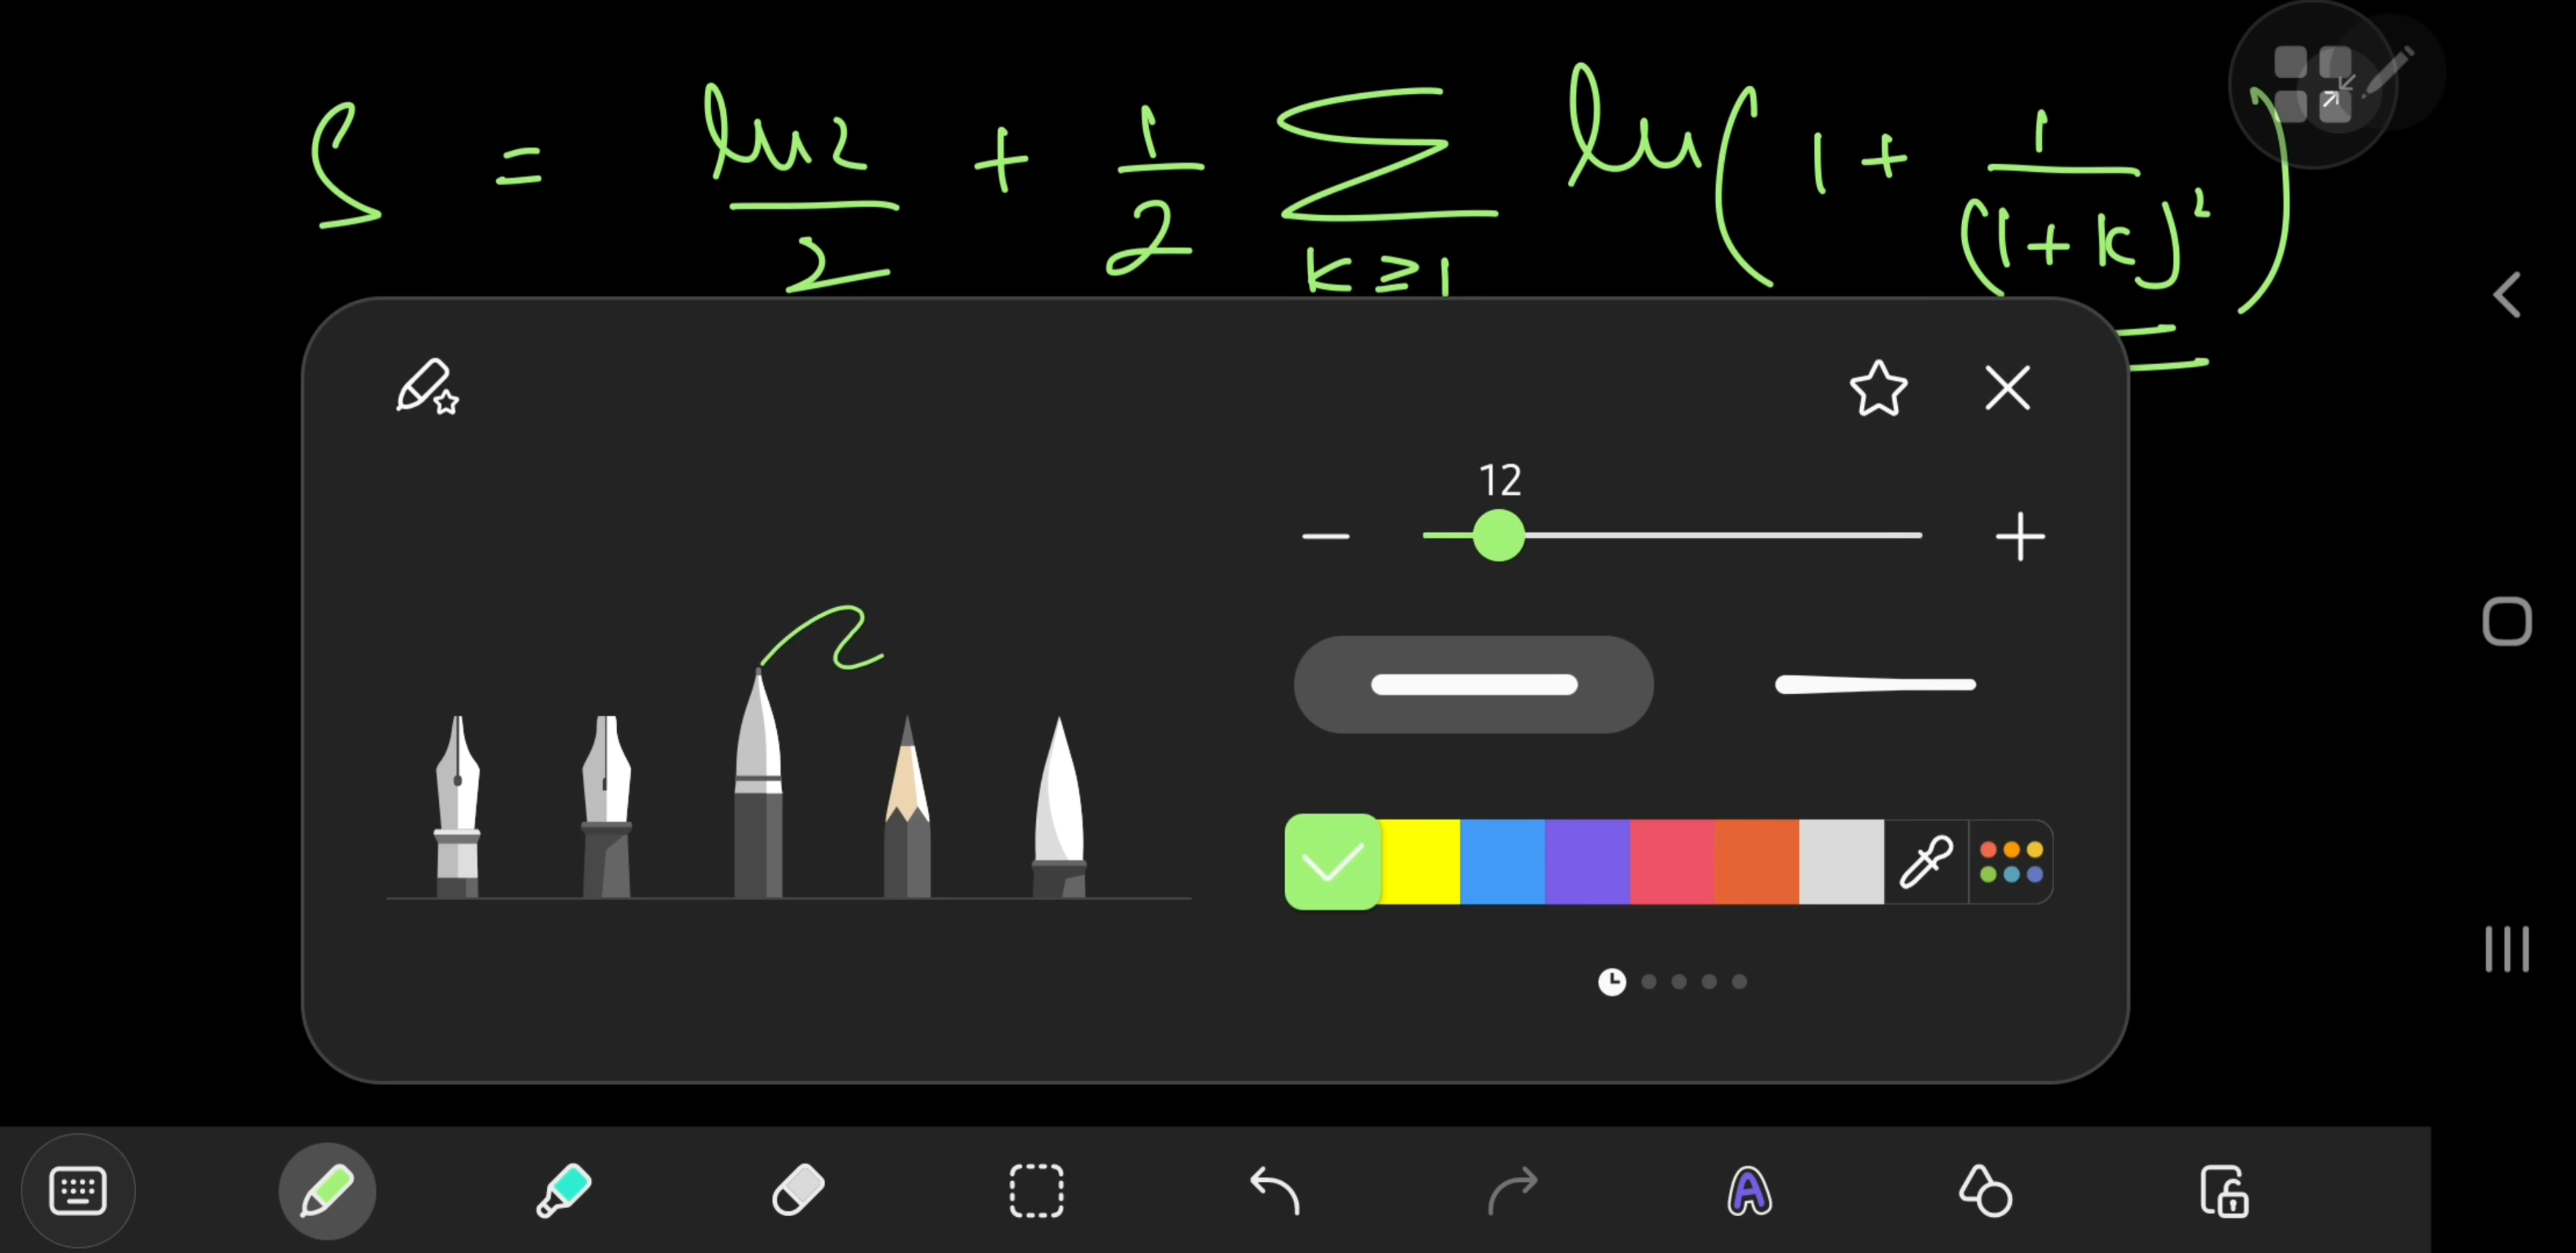 S = ln2/2 + 1/2 ∑ k≥1 ln(1 + 1/(1+k)²)
12
A